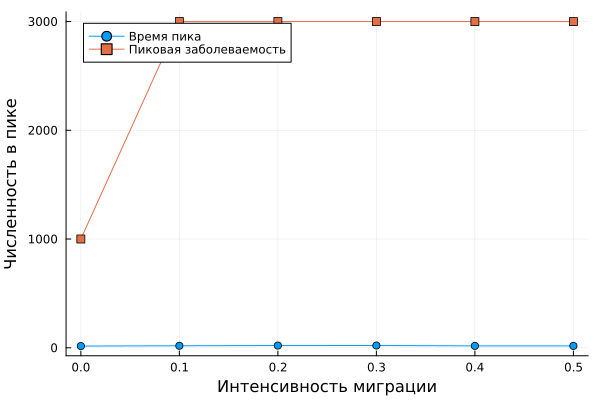 3000
2000
1000
0
Численность в пике
Время пика
Пиковая заболеваемость
0.0 0.1 0.2 0.3 0.4 0.5
Интенсивность миграции